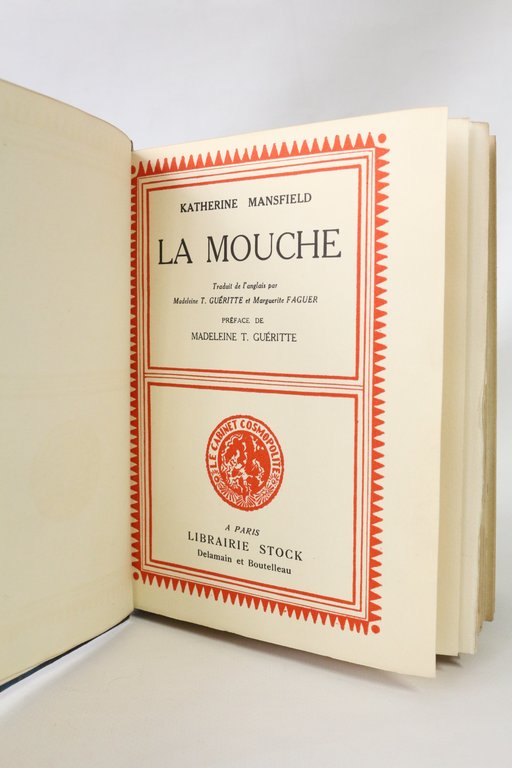 KATHERINE MANSFIELD
LA MOUCHE
Traduit de l'anglais par
Madeleine T. GUÉRITTE et Marguerite FAGUER
PRÉFACE DE
MADELEINE T. GUÉRITTE
LE CABINET COSMOPOLITE
A PARIS
LIBRAIRIE STOCK
Delamain et Boutelleau